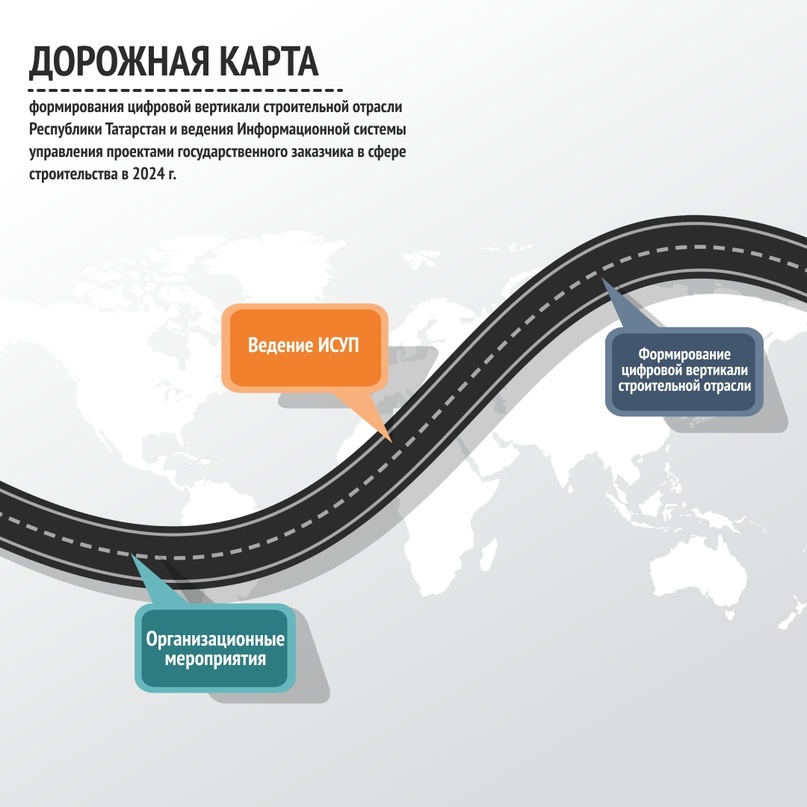 ДОРОЖНАЯ КАРТА
формирования цифровой вертикали строительной отрасли
Республики Татарстан и ведения Информационной системы
управления проектами государственного заказчика в сфере
строительства в 2024 г.
Ведение ИСУП
Формирование
цифровой вертикали
строительной отрасли
Организационные
мероприятия